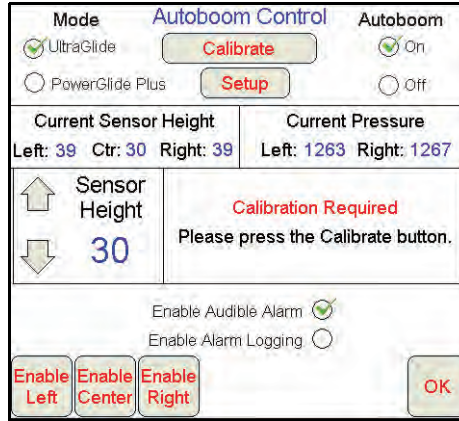 Mode Autoboom Control Autoboom
UltraGlide Calibrate On
PowerGlide Plus Setup Off
Current Sensor Height Current Pressure
Left: 39 Ctr: 30 Right: 39 Left: 1263 Right: 1267
Sensor
Height
30
Calibration Required
Please press the Calibrate button.
Enable Audible Alarm
Enable Alarm Logging
Enable Left Enable Center Enable Right OK